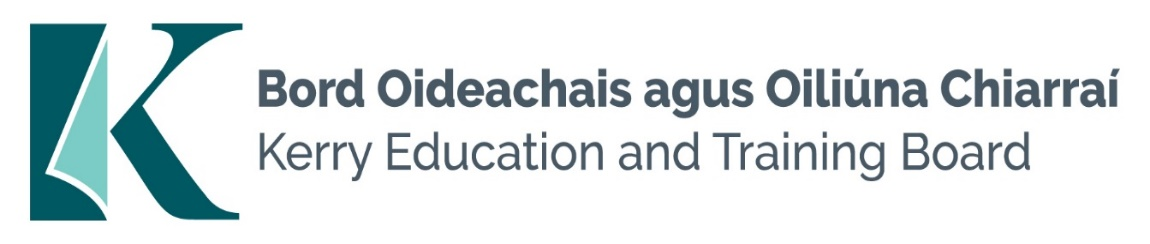 Bord Oideachais agus Oiliúna Chiarraí
Kerry Education and Training Board